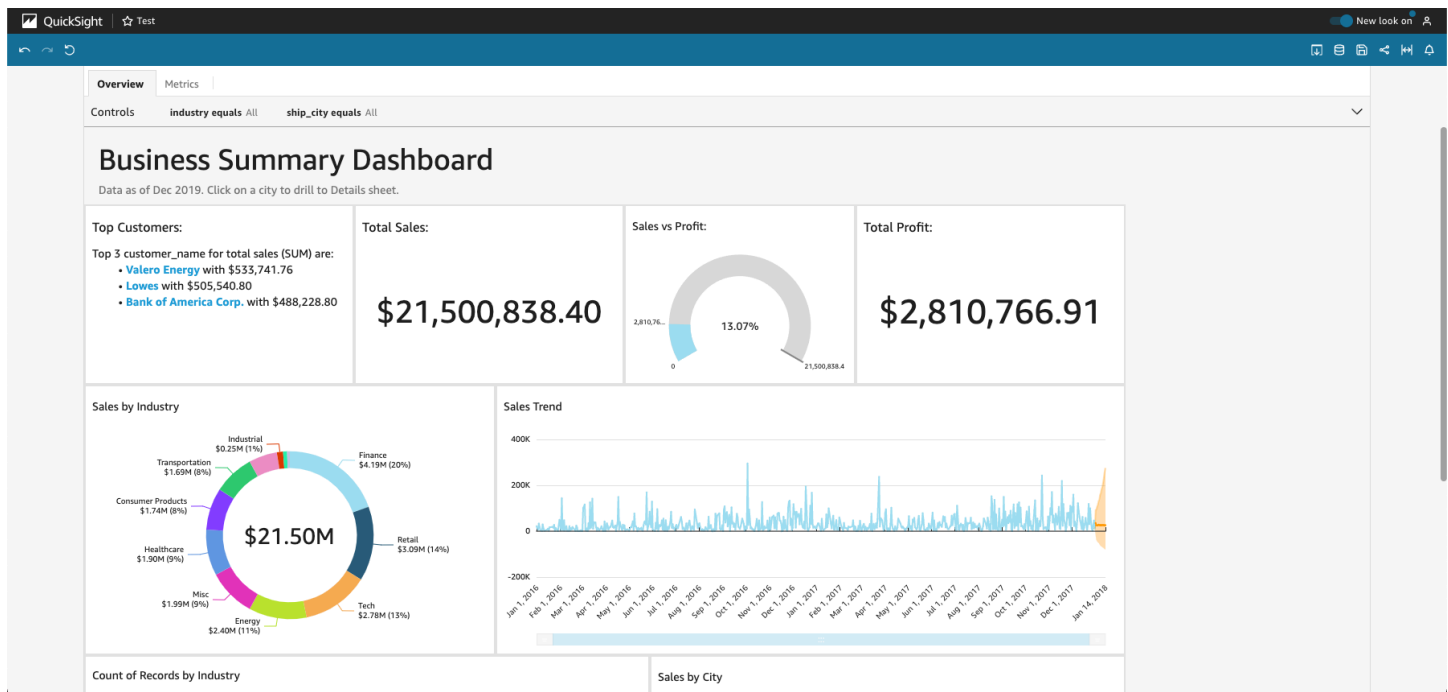 QuickSight
Test
New look on
Overview
Metrics
Controls
industry equals All
ship_city equals All
Business Summary Dashboard
Data as of Dec 2019. Click on a city to drill to Details sheet.
Top Customers:
Top 3 customer_name for total sales (SUM) are:
• Valero Energy with $533,741.76
• Lowes with $505,540.80
• Bank of America Corp. with $488,228.80
Total Sales:
$21,500,838.40
Sales vs Profit:
2,810,76...
13.07%
0
21,500,838.4
Total Profit:
$2,810,766.91
Sales by Industry
Industrial
$0.25M (1%)
Finance
$4.19M (20%)
Transportation
$1.69M (8%)
Consumer Products
$1.74M (8%)
$21.50M
Retail
$3.09M (14%)
Healthcare
$1.90M (9%)
Misc
$1.99M (9%)
Tech
$2.78M (13%)
Energy
$2.40M (11%)
Sales Trend
400K
200K
0
-200K
Jan 1, 2016
Feb 1, 2016
Mar 1, 2016
Apr 1, 2016
May 1, 2016
Jun 1, 2016
Jul 1, 2016
Aug 1, 2016
Sep 1, 2016
Oct 1, 2016
Nov 1, 2016
Dec 1, 2016
Jan 1, 2017
Feb 1, 2017
Mar 1, 2017
Apr 1, 2017
May 1, 2017
Jun 1, 2017
Jul 1, 2017
Aug 1, 2017
Sep 1, 2017
Oct 1, 2017
Nov 1, 2017
Dec 1, 2017
Jan 14, 2018
Count of Records by Industry
Sales by City